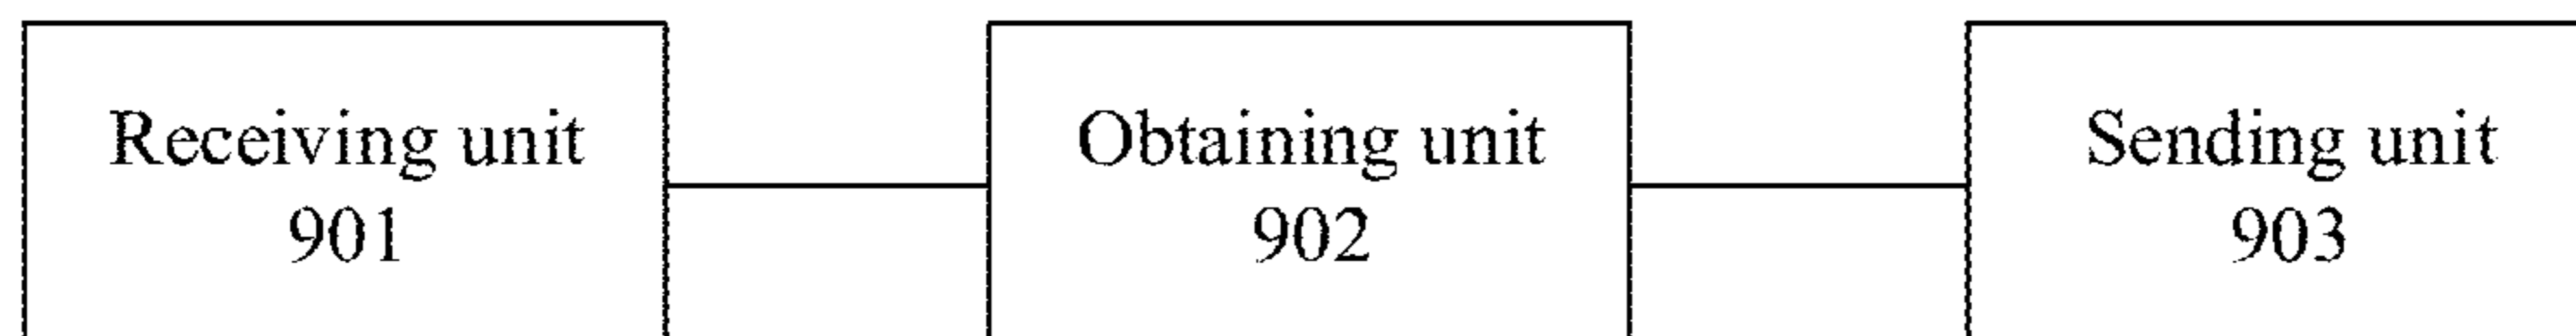 Receiving unit
901
Obtaining unit
902
Sending unit
903